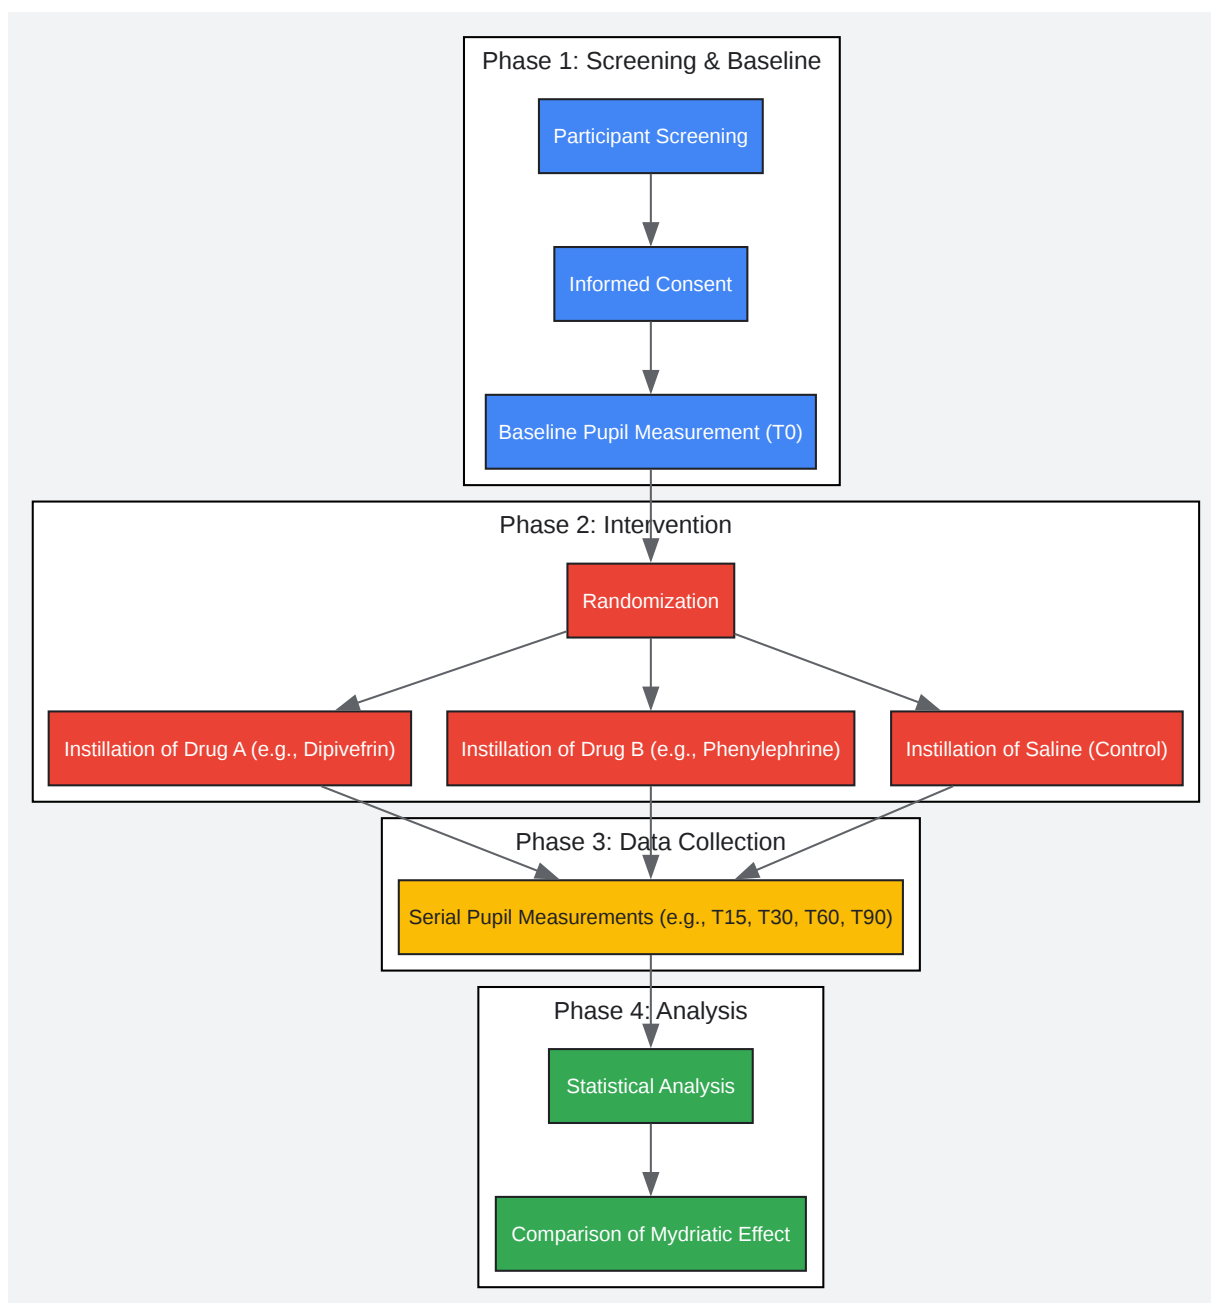 Phase 1: Screening & Baseline
Participant Screening
Informed Consent
Baseline Pupil Measurement (T0)
Phase 2: Intervention
Randomization
Instillation of Drug A (e.g., Dipivefrin)
Instillation of Drug B (e.g., Phenylephrine)
Instillation of Saline (Control)
Phase 3: Data Collection
Serial Pupil Measurements (e.g., T15, T30, T60, T90)
Phase 4: Analysis
Statistical Analysis
Comparison of Mydriatic Effect